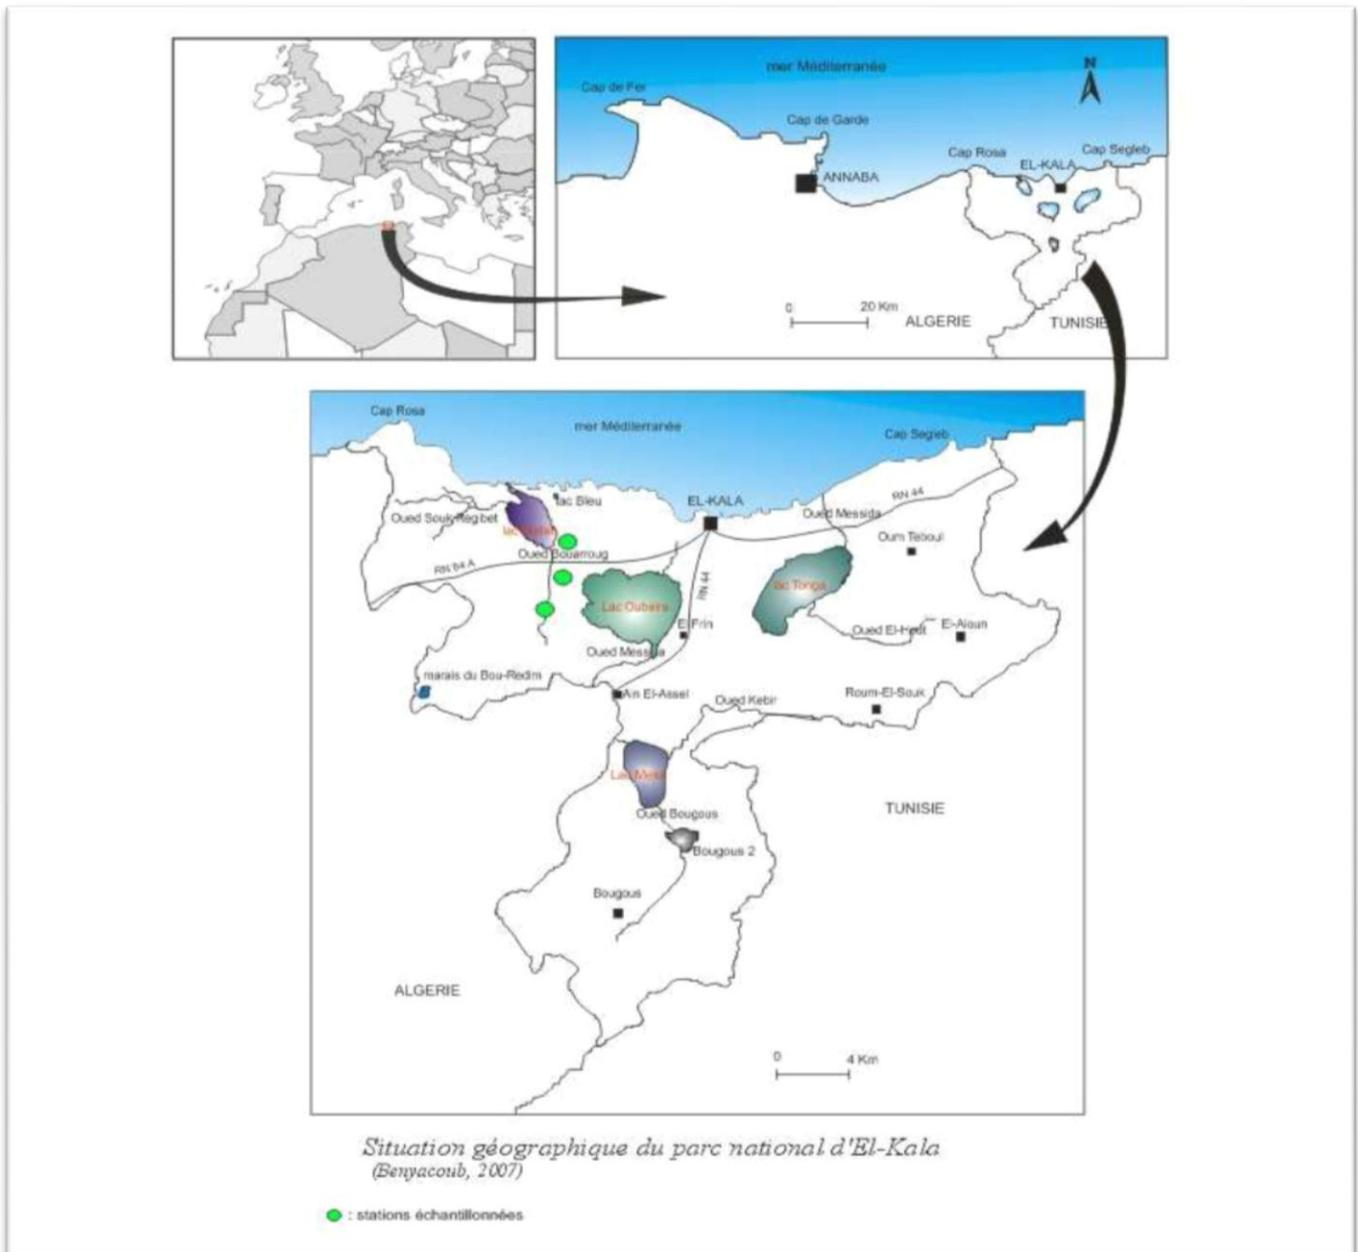 mer Méditerranée
N
Cap de Fer
Cap de Garde
Cap Rosa
EL-KALA
Cap Segleb
ANNABA
0 20 Km
ALGERIE
TUNISIE
Cap Rosa
mer Méditerranée
Cap Segleb
lac Bleu
EL-KALA
RN 44
Oued Souk-Regibet
Oued Messida
lac
Oum Teboul
Oued Bouarroug
RN 84 A
RN 44
lac Tonga
Lac Oubeira
El Frin
Oued El-Hout
El-Aioun
Oued Messida
marais du Bou-Redim
Ain El-Assel
Oued Kebir
Roum-El-Souk
Lac Mexa
TUNISIE
Oued Bougous
Bougous 2
Bougous
ALGERIE
0 4 Km
Situation géographique du parc national d'El-Kala
(Benyacoub, 2007)
: stations échantillonnées